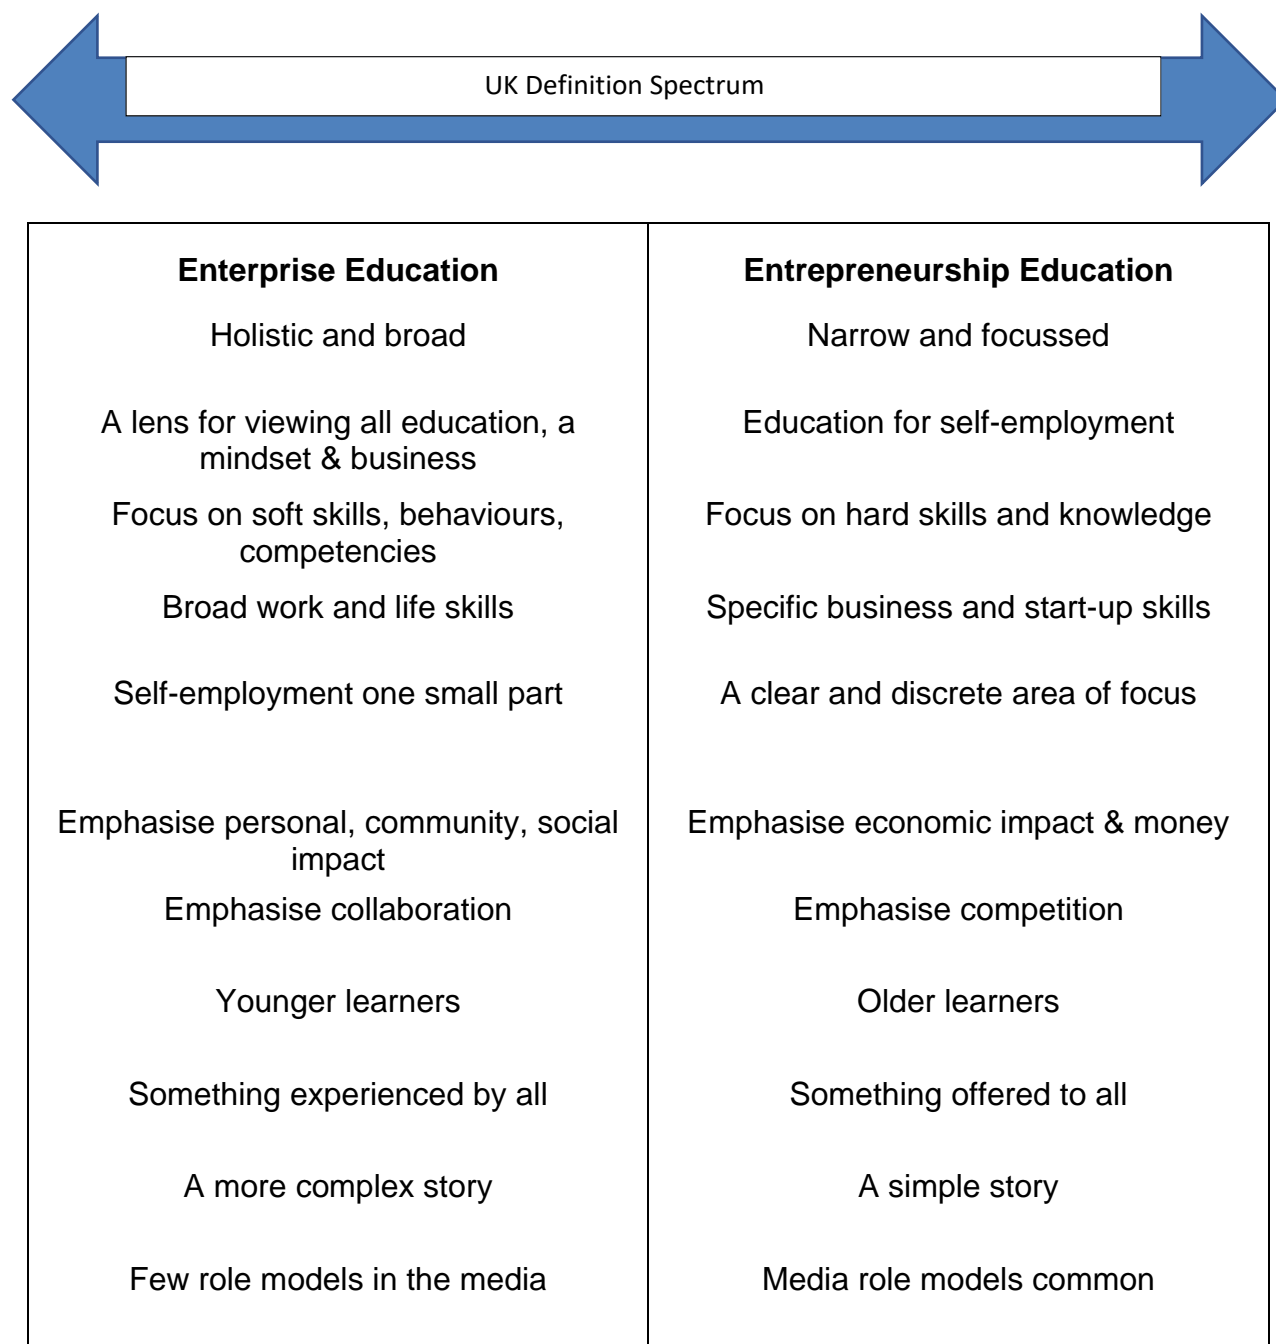 UK Definition Spectrum
Enterprise Education
Entrepreneurship Education
Holistic and broad
Narrow and focussed
A lens for viewing all education, a
mindset & business
Education for self-employment
Focus on soft skills, behaviours,
competencies
Focus on hard skills and knowledge
Broad work and life skills
Specific business and start-up skills
Self-employment one small part
A clear and discrete area of focus
Emphasise personal, community, social
impact
Emphasise economic impact & money
Emphasise collaboration
Emphasise competition
Younger learners
Older learners
Something experienced by all
Something offered to all
A more complex story
A simple story
Few role models in the media
Media role models common